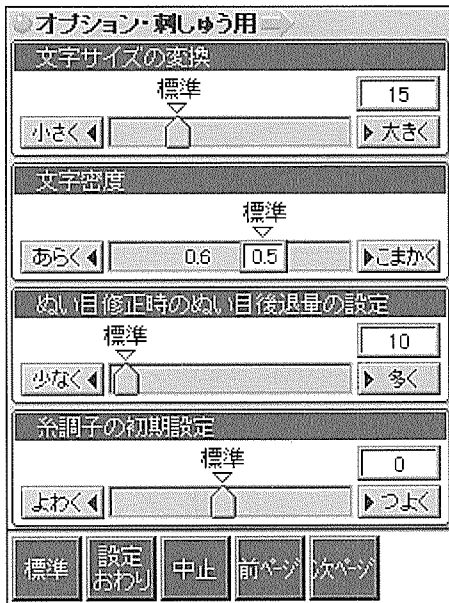 オプション・刺しゅう用
文字サイズの変換
標準
15
小さく 大きく
文字密度
標準
あらく 0.6 0.5 こまかく
ぬい目修正時のぬい目後退量の設定
標準
10
少なく 多く
糸調子の初期設定
標準
0
よわく つよく
標準 設定おわり 中止 前ページ 次ページ